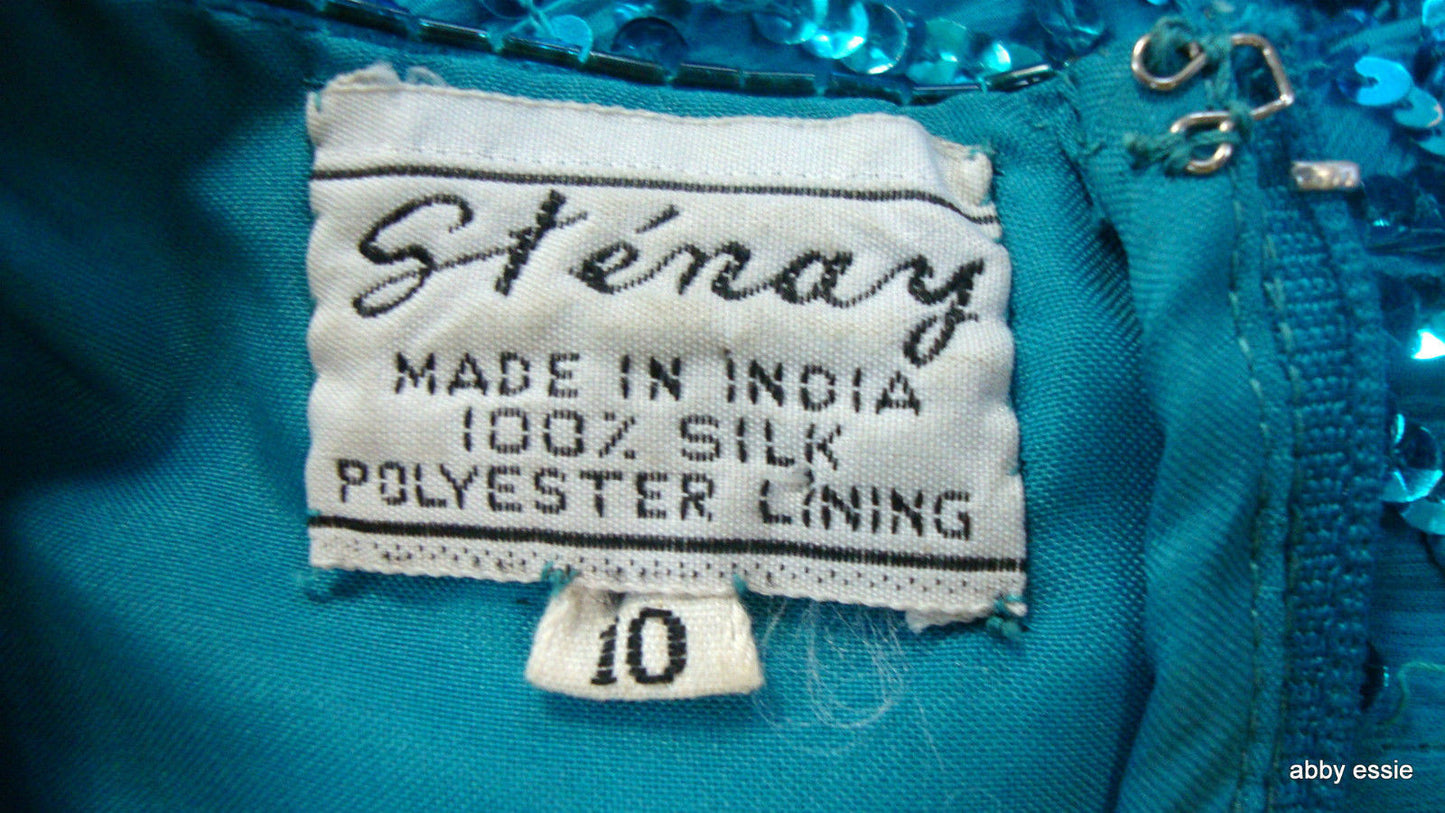 Sténay
MADE IN INDIA
100% SILK
POLYESTER LINING
10
abby essie